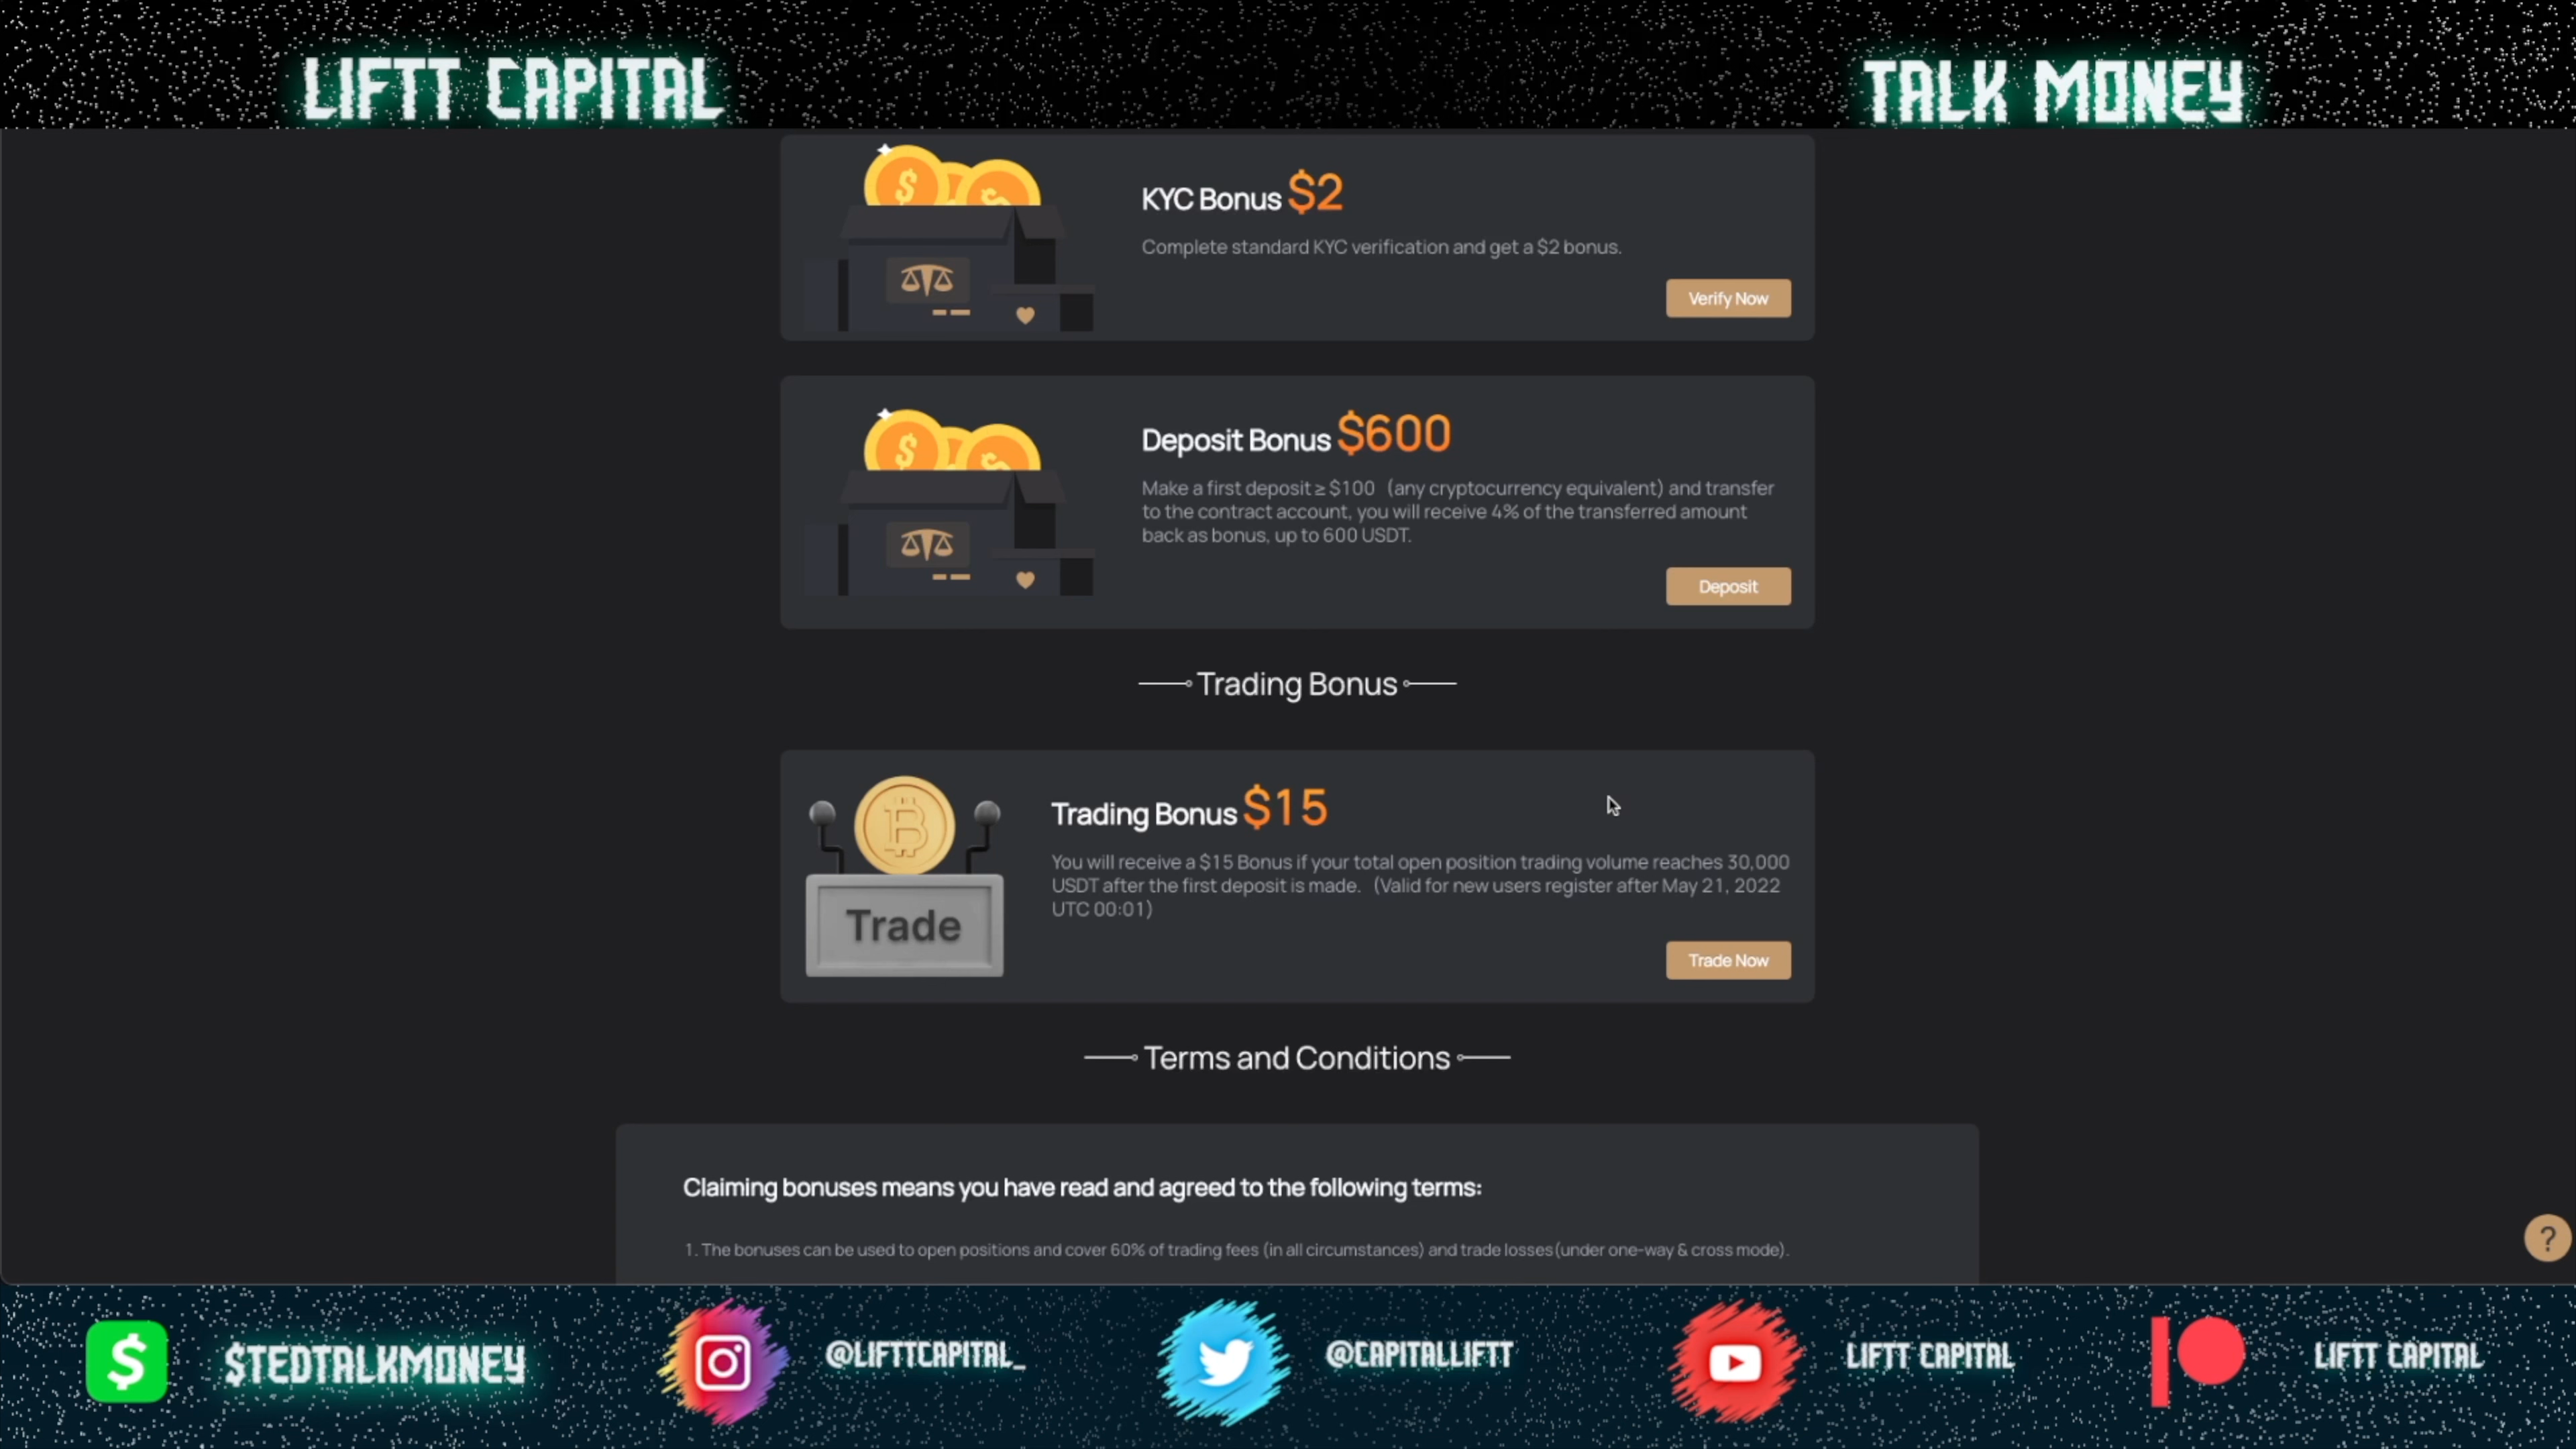 LIFTT CAPITAL
TALK MONEY
KYC Bonus $2
Complete standard KYC verification and get a $2 bonus.
Verify Now
Deposit Bonus $600
Make a first deposit ≥ $100 (any cryptocurrency equivalent) and transfer
to the contract account, you will receive 4% of the transferred amount
back as bonus, up to 600 USDT.
Deposit
Trading Bonus
Trading Bonus $15
You will receive a $15 Bonus if your total open position trading volume reaches 30,000
USDT after the first deposit is made. (Valid for new users register after May 21, 2022
UTC 00:01)
Trade
Trade Now
Terms and Conditions
Claiming bonuses means you have read and agreed to the following terms:
1. The bonuses can be used to open positions and cover 60% of trading fees (in all circumstances) and trade losses(under one-way & cross mode).
?
$TEDTALKMONEY
@LIFTTCAPITAL_
@CAPITALLIFTT
LIFTT CAPITAL
LIFTT CAPITAL